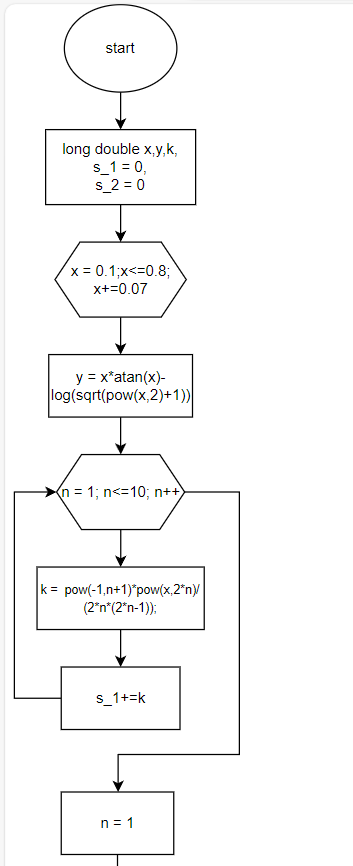 start
long double x,y,k,
s_1 = 0,
s_2 = 0
x = 0.1;x<=0.8;
x+=0.07
y = x*atan(x)-
log(sqrt(pow(x,2)+1))
n = 1; n<=10; n++
k = pow(-1,n+1)*pow(x,2*n)/
(2*n*(2*n-1));
s_1+=k
n = 1